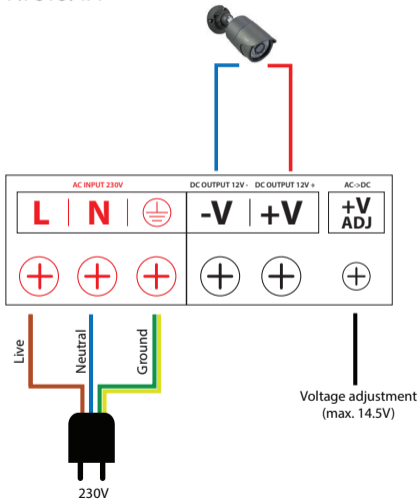 AC INPUT 230V
DC OUTPUT 12V -
DC OUTPUT 12V +
AC->DC
L
N
-V
+V
+V
ADJ
Live
Neutral
Ground
Voltage adjustment
(max. 14.5V)
230V